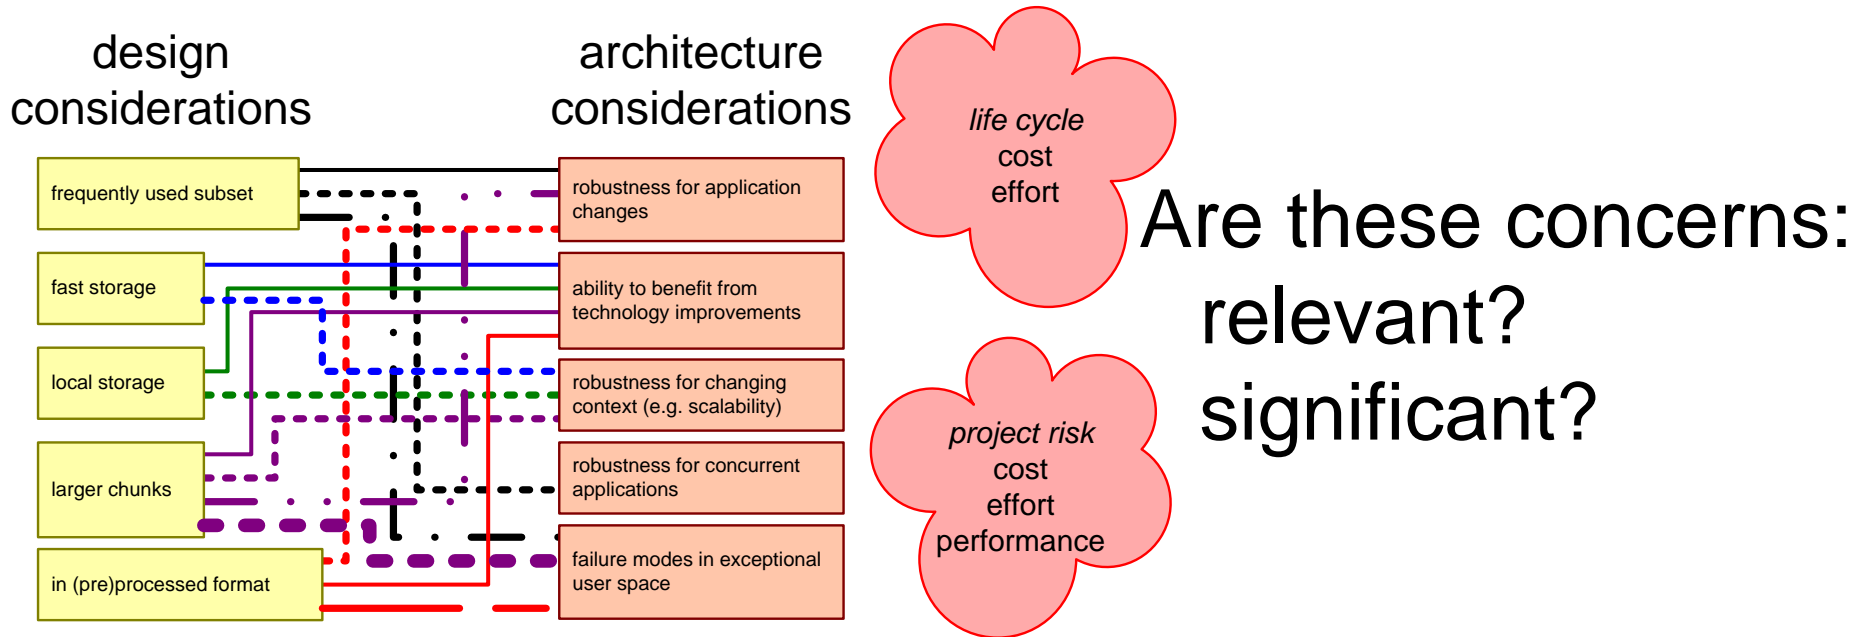 design
considerations
architecture
considerations
frequently used subset
fast storage
local storage
larger chunks
in (pre)processed format
robustness for application
changes
ability to benefit from
technology improvements
robustness for changing
context (e.g. scalability)
robustness for concurrent
applications
failure modes in exceptional
user space
life cycle
cost
effort
project risk
cost
effort
performance
Are these concerns:
relevant?
significant?